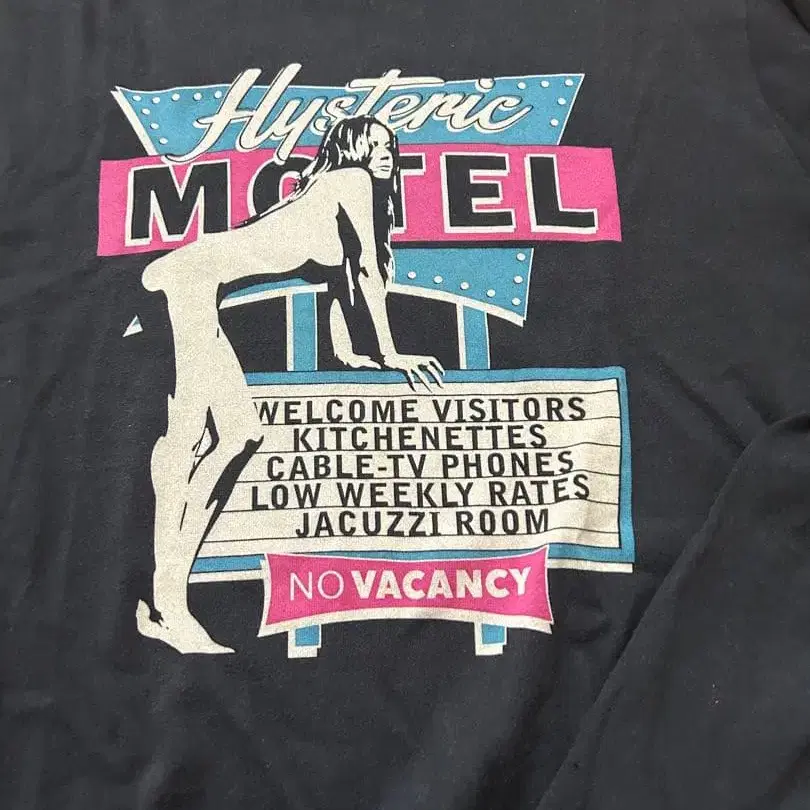 Hysteric
MOTEL
WELCOME VISITORS
KITCHENETTES
CABLE-TV PHONES
LOW WEEKLY RATES
JACUZZI ROOM
NO VACANCY